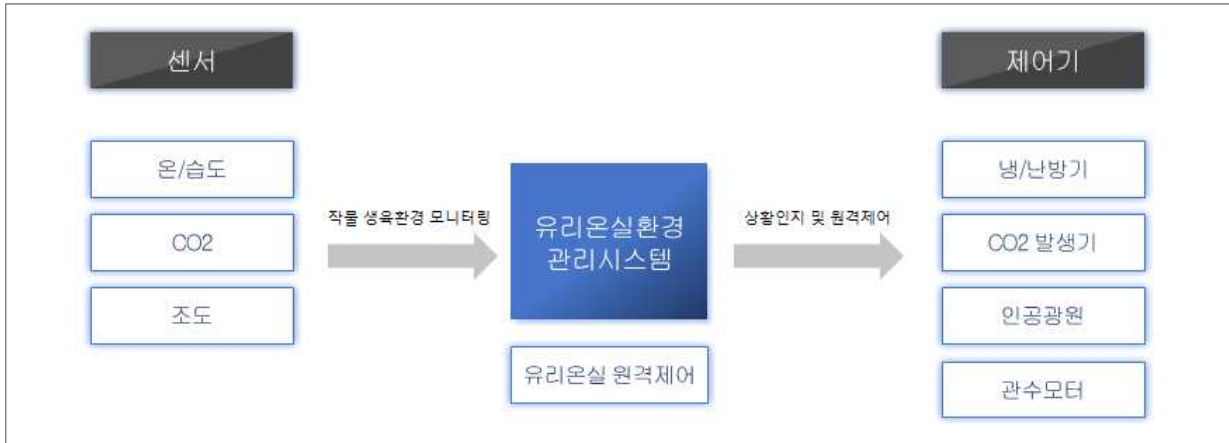 센서
온/습도
CO2
조도
작물 생육환경 모니터링
유리온실환경
관리시스템
유리온실 원격제어
상황인지 및 원격제어
제어기
냉/난방기
CO2 발생기
인공광원
관수모터